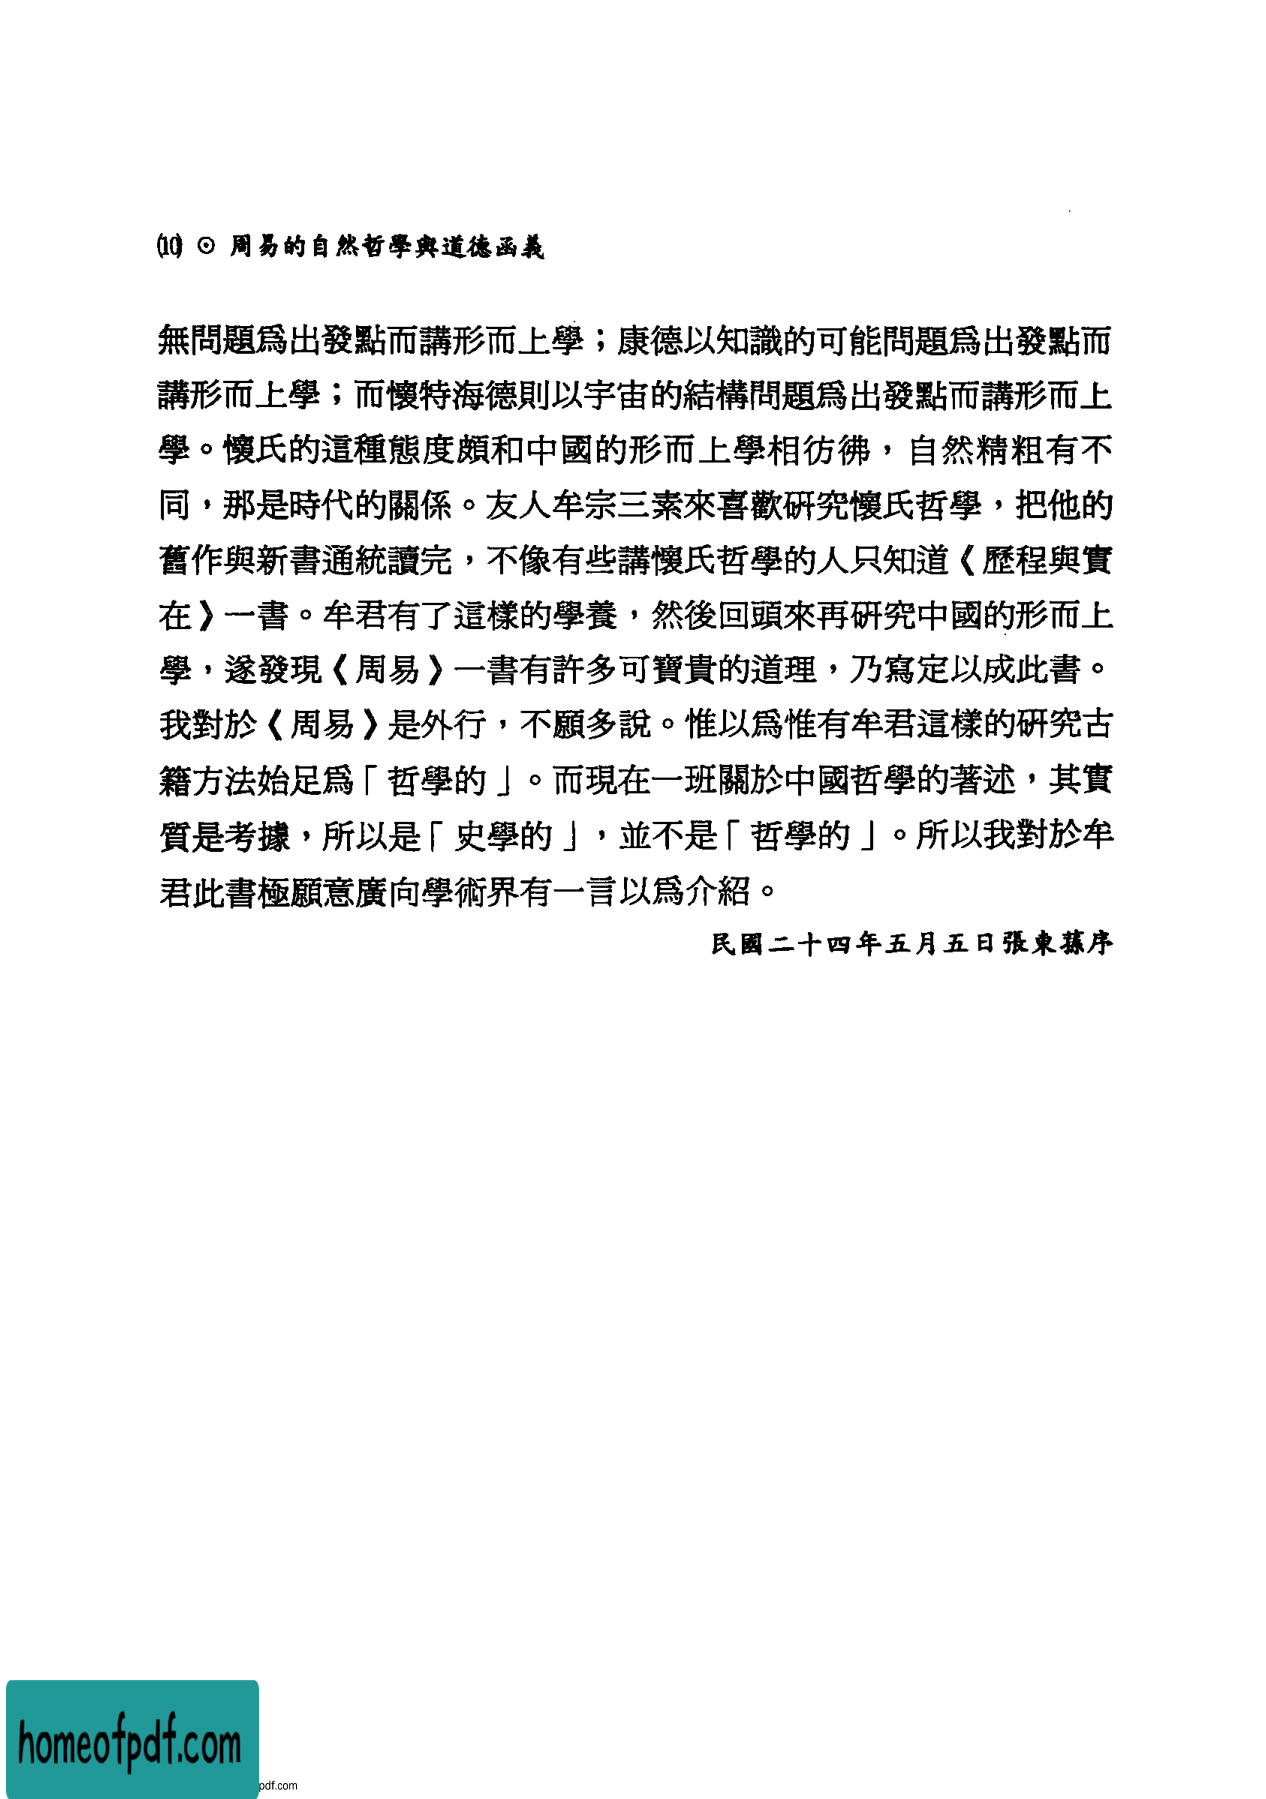 ⑽ ⊙ 周易的自然哲學與道德函義
無問題爲出發點而講形而上學；康德以知識的可能問題爲出發點而
講形而上學；而懷特海德則以宇宙的結構問題爲出發點而講形而上
學。懷氏的這種態度頗和中國的形而上學相彷彿，自然精粗有不
同，那是時代的關係。友人牟宗三素來喜歡研究懷氏哲學，把他的
舊作與新書通統讀完，不像有些講懷氏哲學的人只知道《歷程與實
在》一書。牟君有了這樣的學養，然後回頭來再研究中國的形而上
學，遂發現《周易》一書有許多可寶貴的道理，乃寫定以成此書。
我對於《周易》是外行，不願多說。惟以爲惟有牟君這樣的研究古
籍方法始足爲「哲學的」。而現在一班關於中國哲學的著述，其實
質是考據，所以是「史學的」，並不是「哲學的」。所以我對於牟
君此書極願意廣向學術界有一言以爲介紹。
民國二十四年五月五日張東蓀序
homeofpdf.com
pdf.com